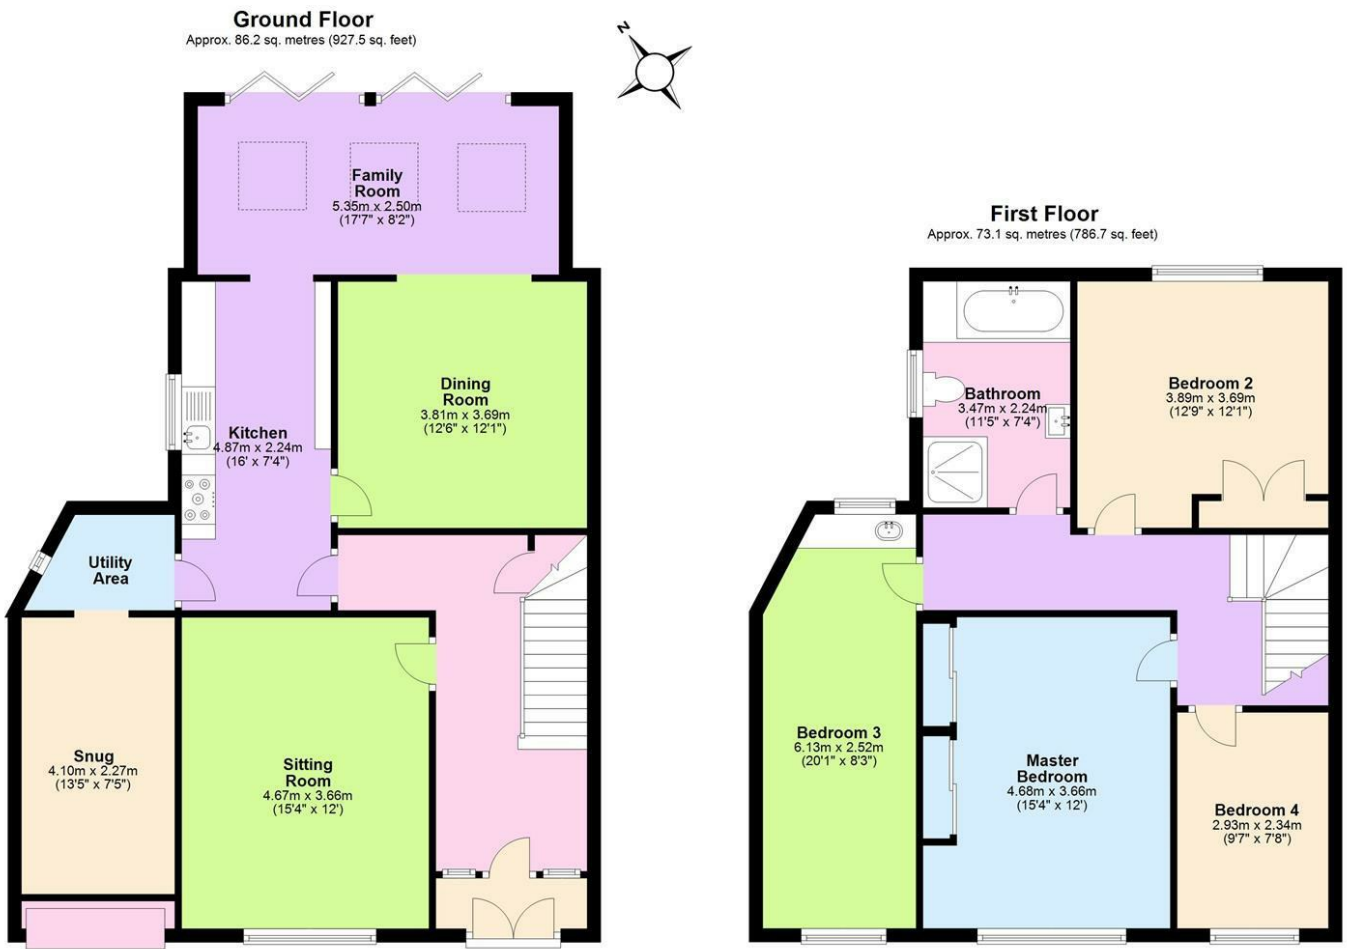 Ground Floor
Approx. 86.2 sq. metres (927.5 sq. feet)
N
Family
Room
5.35m x 2.50m
(17'7" x 8'2")
Dining
Room
3.81m x 3.69m
(12'6" x 12'1")
Kitchen
4.87m x 2.24m
(16' x 7'4")
Utility
Area
Snug
4.10m x 2.27m
(13'5" x 7'5")
Sitting
Room
4.67m x 3.66m
(15'4" x 12')
First Floor
Approx. 73.1 sq. metres (786.7 sq. feet)
Bathroom
3.47m x 2.24m
(11'5" x 7'4")
Bedroom 2
3.89m x 3.69m
(12'9" x 12'1")
Bedroom 3
6.13m x 2.52m
(20'1" x 8'3")
Master
Bedroom
4.68m x 3.66m
(15'4" x 12')
Bedroom 4
2.93m x 2.34m
(9'7" x 7'8")